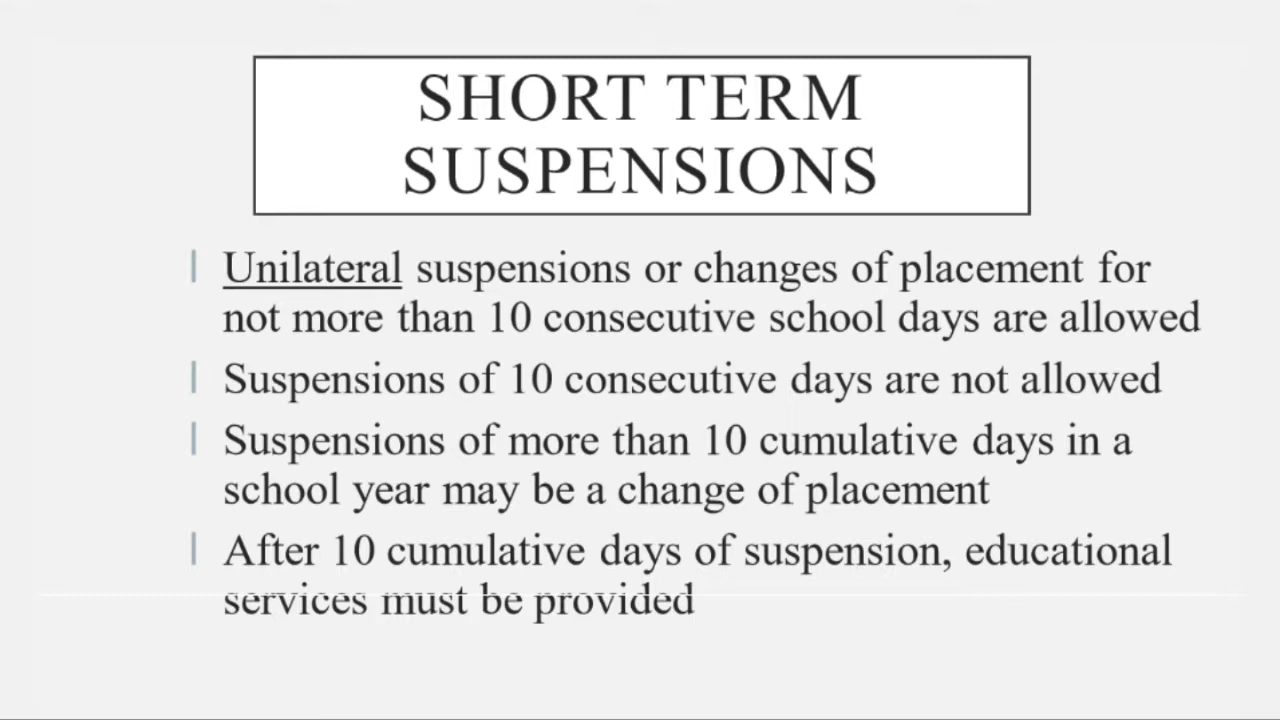 SHORT TERM
SUSPENSIONS
Unilateral suspensions or changes of placement for
not more than 10 consecutive school days are allowed
Suspensions of 10 consecutive days are not allowed
Suspensions of more than 10 cumulative days in a
school year may be a change of placement
After 10 cumulative days of suspension, educational
services must be provided